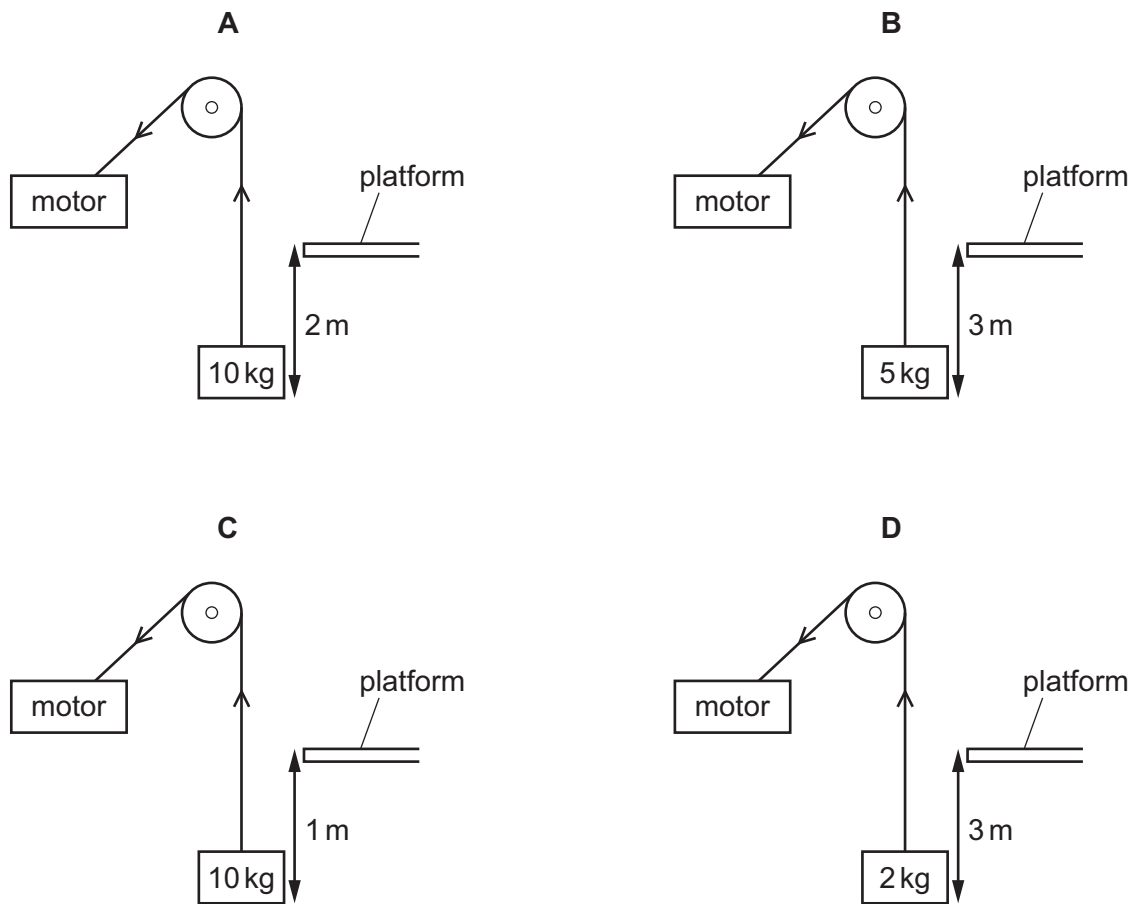 A
B
platform
platform
motor
motor
2 m
3 m
10 kg
5 kg
C
D
platform
platform
motor
motor
1 m
3 m
10 kg
2 kg